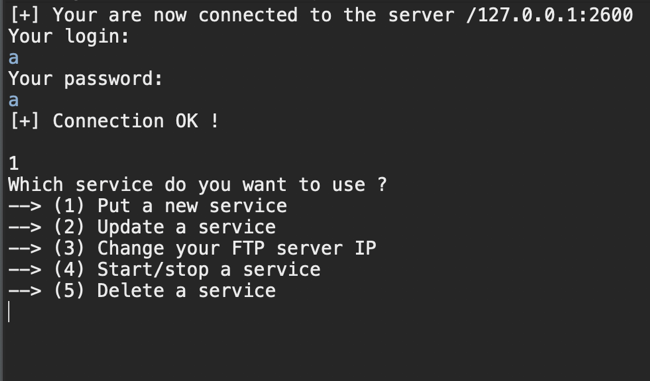 [+] Your are now connected to the server /127.0.0.1:2600
Your login:
a
Your password:
a
[+] Connection OK !
1
Which service do you want to use ?
--> (1) Put a new service
--> (2) Update a service
--> (3) Change your FTP server IP
--> (4) Start/stop a service
--> (5) Delete a service